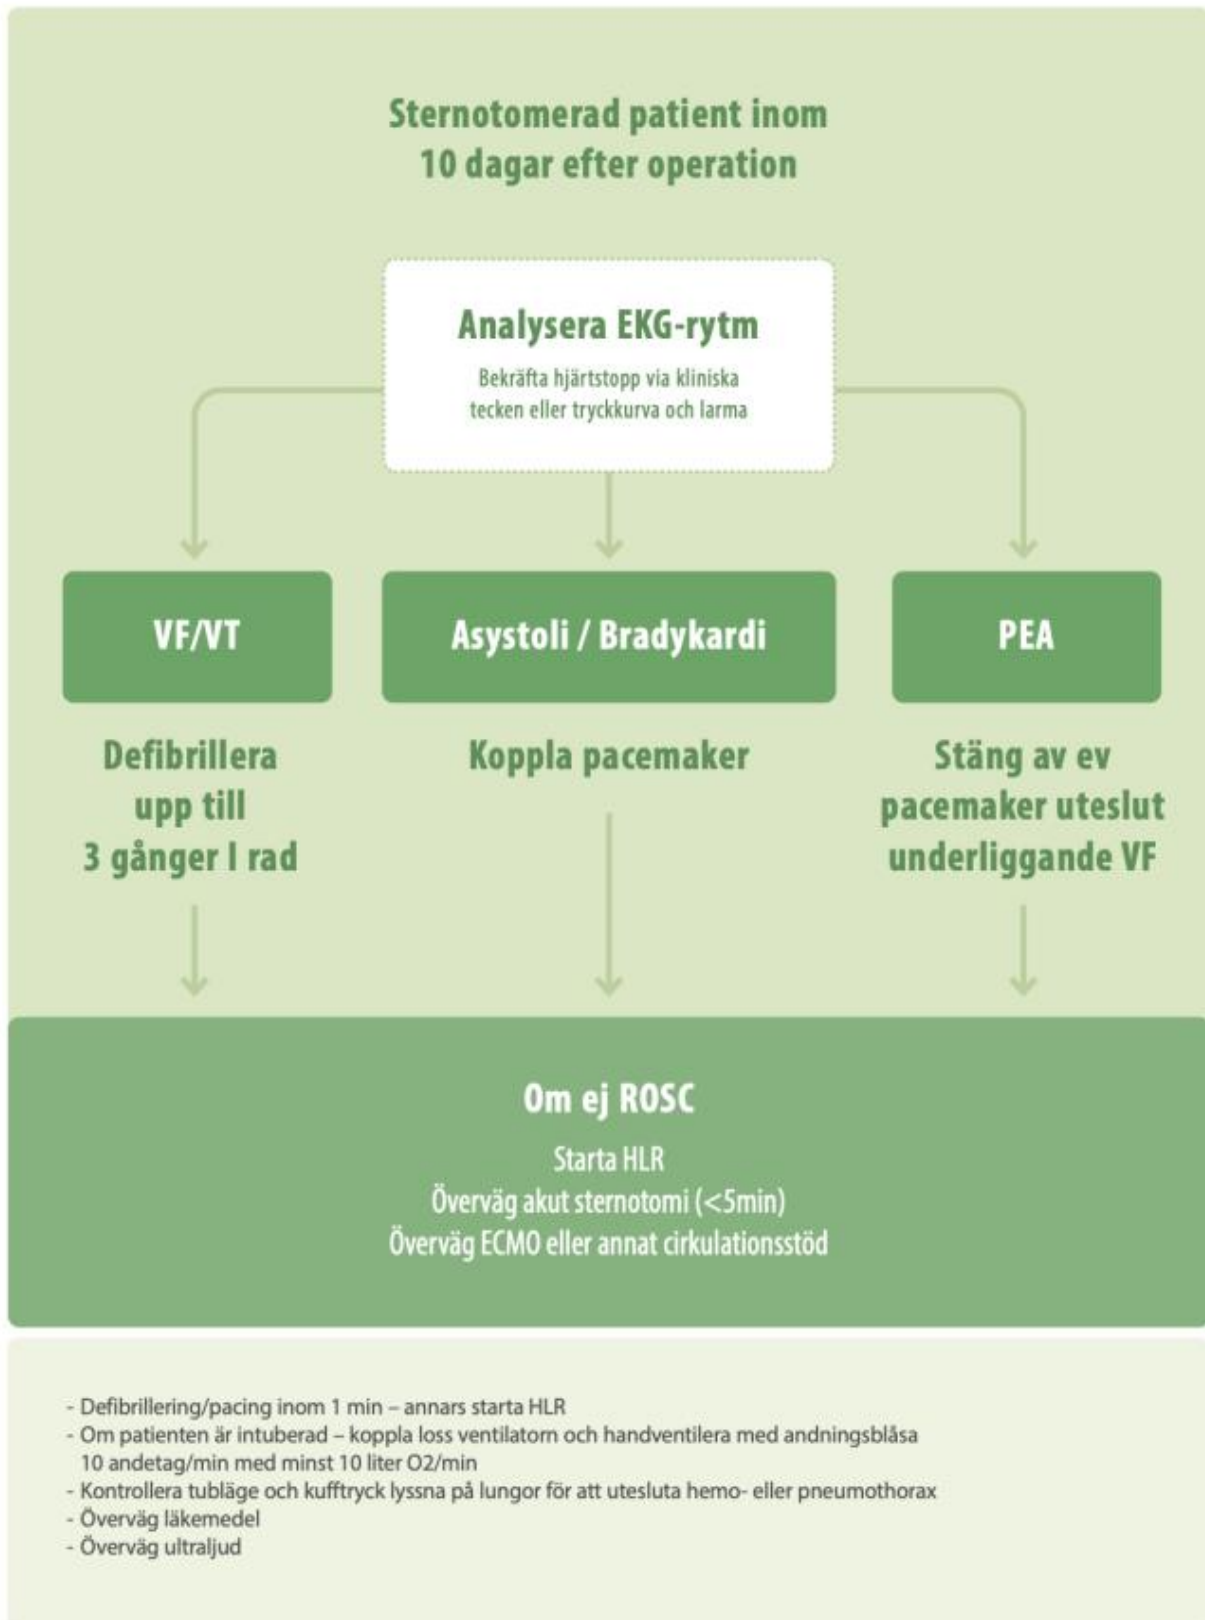 Sternotomerad patient inom
10 dagar efter operation
Analysera EKG-rytm
Bekräfta hjärtstopp via kliniska
tecken eller tryckkurva och larma
VF/VT
Asystoli / Bradykardi
PEA
Defibrillera
upp till
3 gånger I rad
Koppla pacemaker
Stäng av ev
pacemaker uteslut
underliggande VF
Om ej ROSC
Starta HLR
Överväg akut sternotomi (<5min)
Överväg ECMO eller annat cirkulationsstöd
- Defibrillering/pacing inom 1 min – annars starta HLR
- Om patienten är intuberad – koppla loss ventilatorn och handventilera med andningsblåsa
10 andetag/min med minst 10 liter O2/min
- Kontrollera tubläge och kufftryck lyssna på lungor för att utesluta hemo- eller pneumothorax
- Överväg läkemedel
- Överväg ultraljud